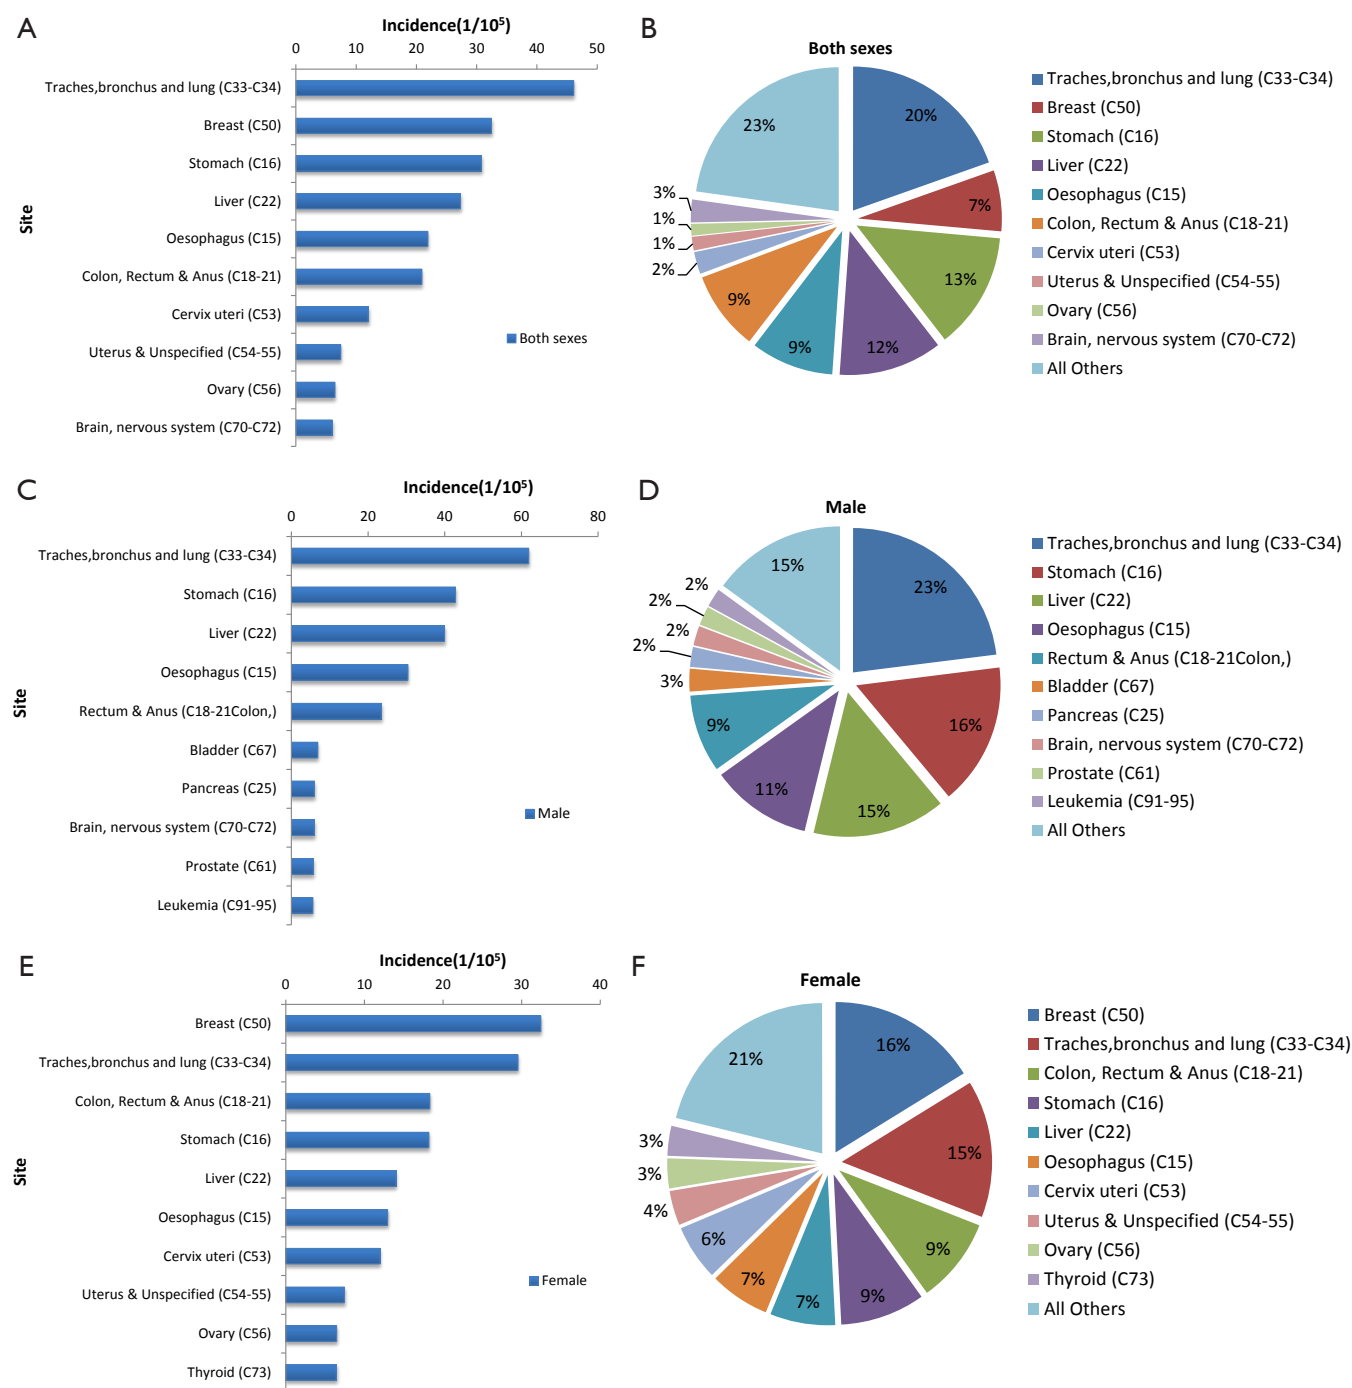 A
Incidence(1/10⁵)
0 10 20 30 40 50
Site
Traches,bronchus and lung (C33-C34)
Breast (C50)
Stomach (C16)
Liver (C22)
Oesophagus (C15)
Colon, Rectum & Anus (C18-21)
Cervix uteri (C53)
Uterus & Unspecified (C54-55)
Ovary (C56)
Brain, nervous system (C70-C72)
Both sexes
B
Both sexes
20%
7%
13%
12%
9%
9%
2%
1%
1%
3%
23%
Traches,bronchus and lung (C33-C34)
Breast (C50)
Stomach (C16)
Liver (C22)
Oesophagus (C15)
Colon, Rectum & Anus (C18-21)
Cervix uteri (C53)
Uterus & Unspecified (C54-55)
Ovary (C56)
Brain, nervous system (C70-C72)
All Others
C
Incidence(1/10⁵)
0 20 40 60 80
Site
Traches,bronchus and lung (C33-C34)
Stomach (C16)
Liver (C22)
Oesophagus (C15)
Rectum & Anus (C18-21Colon,)
Bladder (C67)
Pancreas (C25)
Brain, nervous system (C70-C72)
Prostate (C61)
Leukemia (C91-95)
Male
D
Male
23%
16%
15%
11%
9%
3%
2%
2%
2%
2%
15%
Traches,bronchus and lung (C33-C34)
Stomach (C16)
Liver (C22)
Oesophagus (C15)
Rectum & Anus (C18-21Colon,)
Bladder (C67)
Pancreas (C25)
Brain, nervous system (C70-C72)
Prostate (C61)
Leukemia (C91-95)
All Others
E
Incidence(1/10⁵)
0 10 20 30 40
Site
Breast (C50)
Traches,bronchus and lung (C33-C34)
Colon, Rectum & Anus (C18-21)
Stomach (C16)
Liver (C22)
Oesophagus (C15)
Cervix uteri (C53)
Uterus & Unspecified (C54-55)
Ovary (C56)
Thyroid (C73)
Female
F
Female
16%
15%
9%
9%
7%
7%
6%
4%
3%
3%
21%
Breast (C50)
Traches,bronchus and lung (C33-C34)
Colon, Rectum & Anus (C18-21)
Stomach (C16)
Liver (C22)
Oesophagus (C15)
Cervix uteri (C53)
Uterus & Unspecified (C54-55)
Ovary (C56)
Thyroid (C73)
All Others